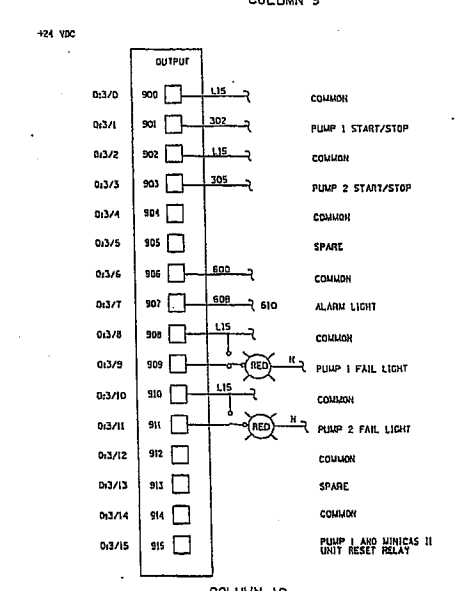 COLUMN 9
+24 VDC
OUTPUT
O:3/0 900 L15 COMMON
O:3/1 901 302 PUMP 1 START/STOP
O:3/2 902 L15 COMMON
O:3/3 903 305 PUMP 2 START/STOP
O:3/4 904 COMMON
O:3/5 905 SPARE
O:3/6 906 600 COMMON
O:3/7 907 608 610 ALARM LIGHT
O:3/8 908 L15 COMMON
O:3/9 909 RED N PUMP 1 FAIL LIGHT
O:3/10 910 L15 COMMON
O:3/11 911 RED N PUMP 2 FAIL LIGHT
O:3/12 912 COMMON
O:3/13 913 SPARE
O:3/14 914 COMMON
O:3/15 915 PUMP 1 AND MINICAS II
UNIT RESET RELAY
COLUMN 10